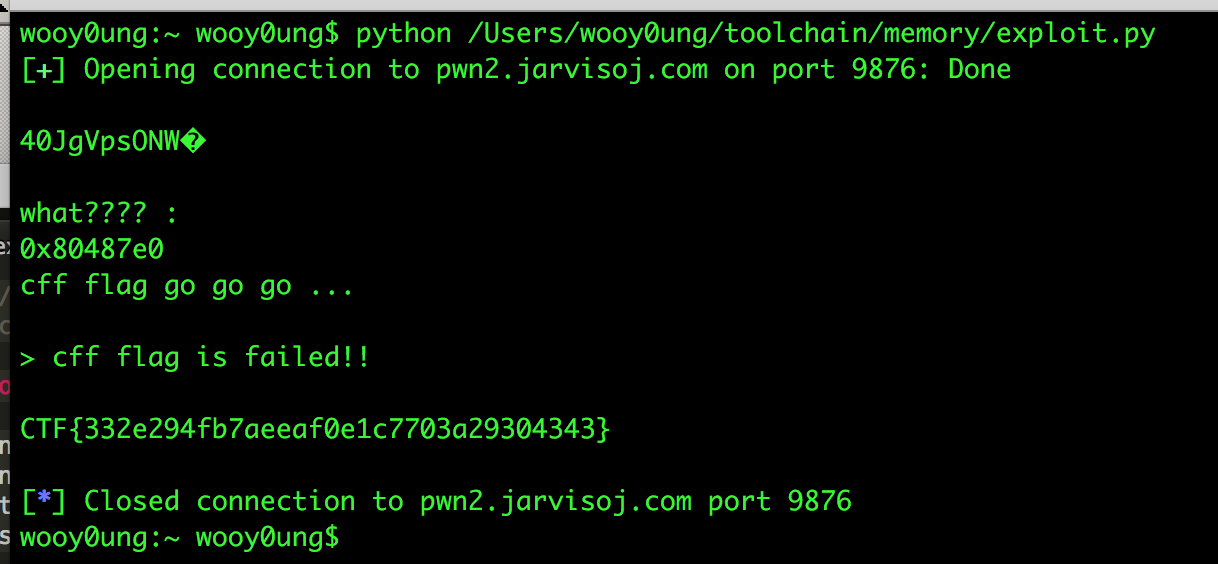 wooy0ung:~ wooy0ung$ python /Users/wooy0ung/toolchain/memory/exploit.py
[+] Opening connection to pwn2.jarvisoj.com on port 9876: Done
40JgVpsONW�
what???? :
0x80487e0
cff flag go go go ...
> cff flag is failed!!
CTF{332e294fb7aeeaf0e1c7703a29304343}
[*] Closed connection to pwn2.jarvisoj.com port 9876
wooy0ung:~ wooy0ung$